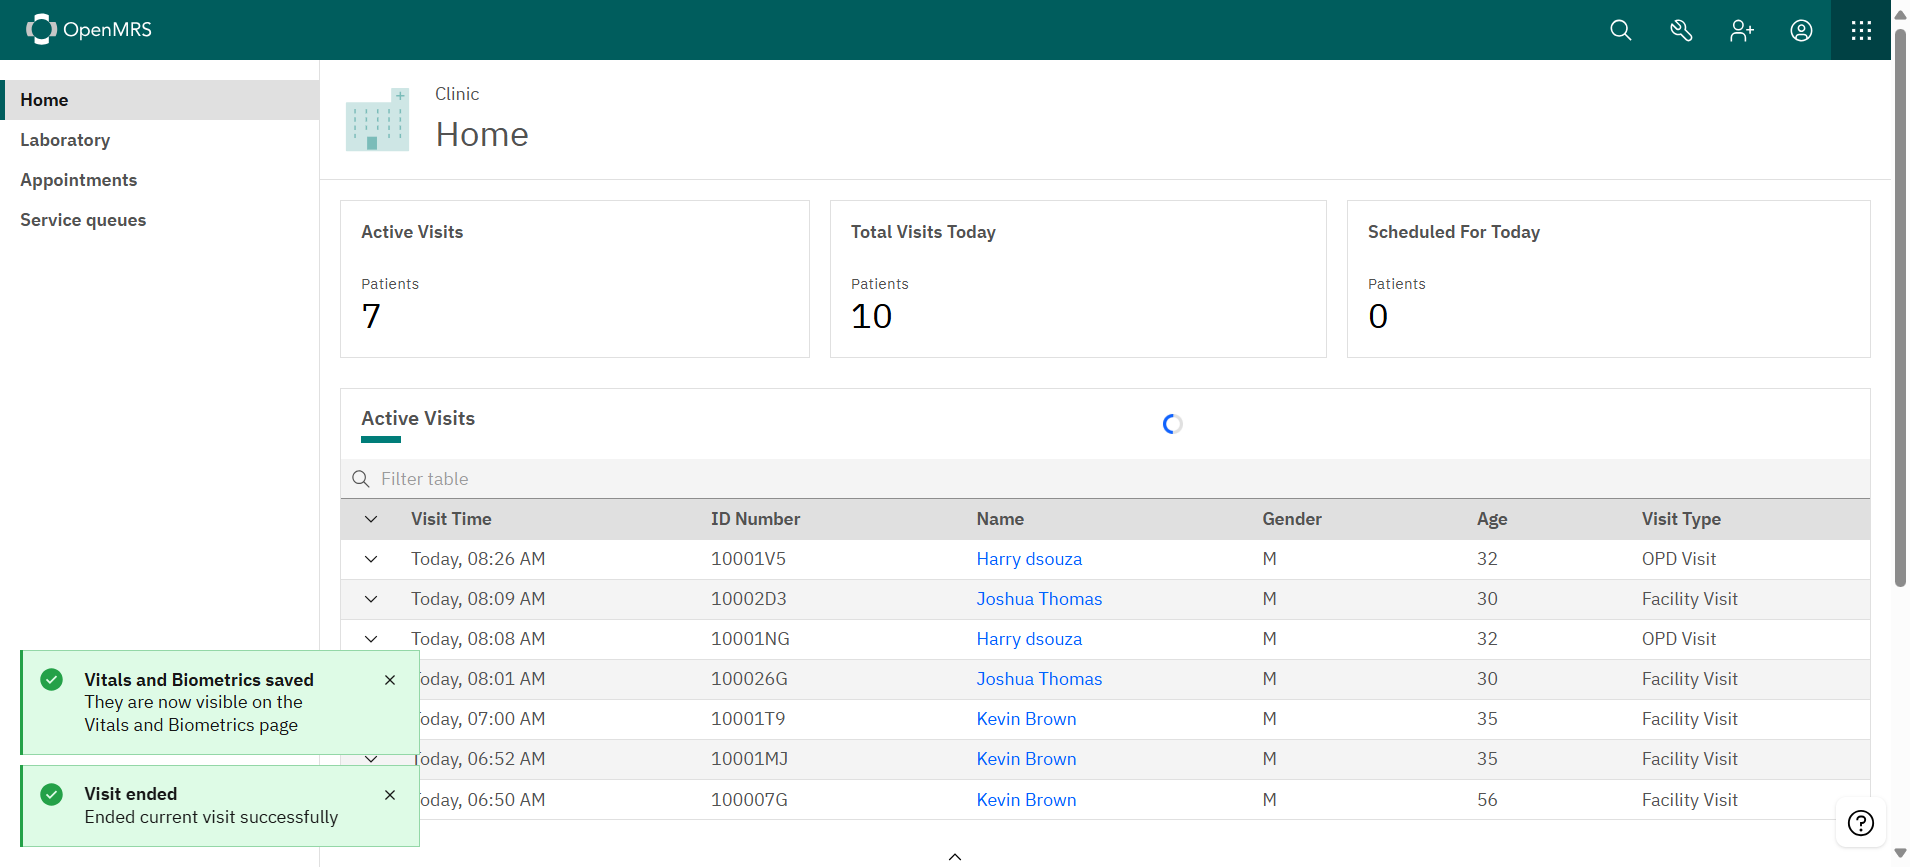 OpenMRS
Home
Laboratory
Appointments
Service queues
Clinic
Home
Active Visits
Patients
7
Total Visits Today
Patients
10
Scheduled For Today
Patients
0
Active Visits
Filter table
Visit Time ID Number Name Gender Age Visit Type
Today, 08:26 AM 10001V5 Harry dsouza M 32 OPD Visit
Today, 08:09 AM 10002D3 Joshua Thomas M 30 Facility Visit
Today, 08:08 AM 10001NG Harry dsouza M 32 OPD Visit
oday, 08:01 AM 100026G Joshua Thomas M 30 Facility Visit
oday, 07:00 AM 10001T9 Kevin Brown M 35 Facility Visit
Today, 06:52 AM 10001MJ Kevin Brown M 35 Facility Visit
oday, 06:50 AM 100007G Kevin Brown M 56 Facility Visit
Vitals and Biometrics saved
They are now visible on the
Vitals and Biometrics page
Visit ended
Ended current visit successfully